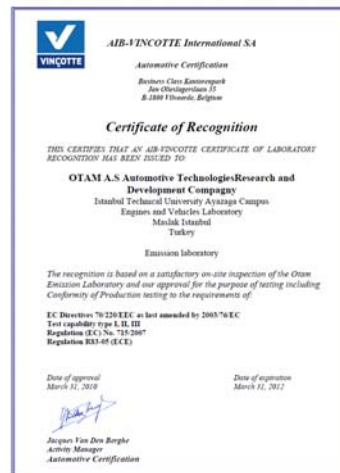 VINÇOTTE
AIB-VINCOTTE International SA
Automotive Certification
Business Class Kantorenpark
Jan Olieslagerslaan 35
B-1800 Vilvoorde, Belgium
Certificate of Recognition
THIS CERTIFIES THAT AN AIB-VINCOTTE CERTIFICATE OF LABORATORY
RECOGNITION HAS BEEN ISSUED TO:
OTAM A.S Automotive TechnologiesResearch and
Development Compagny
Istanbul Technical University Ayazaga Campus
Engines and Vehicles Laboratory
Maslak Istanbul
Turkey
Emission laboratory
The recognition is based on a satisfactory on-site inspection of the Otam
Emission Laboratory and our approval for the purpose of testing including
Conformity of Production testing to the requirements of:
EC Directives 70/220/EEC as last amended by 2003/76/EC
Test capability type I, II, III
Regulation (EC) No. 715/2007
Regulation R83-05 (ECE)
Date of approval
March 31, 2010
Date of expiration
March 31, 2012
Jacques Van Den Berghe
Activity Manager
Automotive Certification